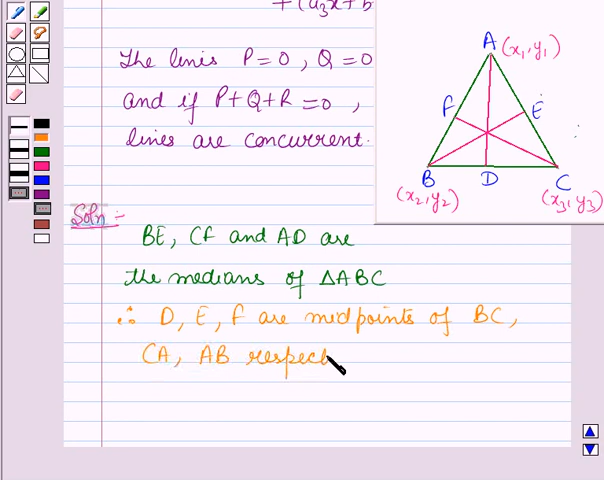 +(a₃x+b
The lines P=0, Q=0
and if P+Q+R=0,
lines are concurrent.
A (x₁,y₁)
F
E
B
D
C
(x₂,y₂)
(x₃,y₃)
Soln :-
BE, CF and AD are
the medians of ΔABC
∴ D, E, F are midpoints of BC,
CA, AB respect